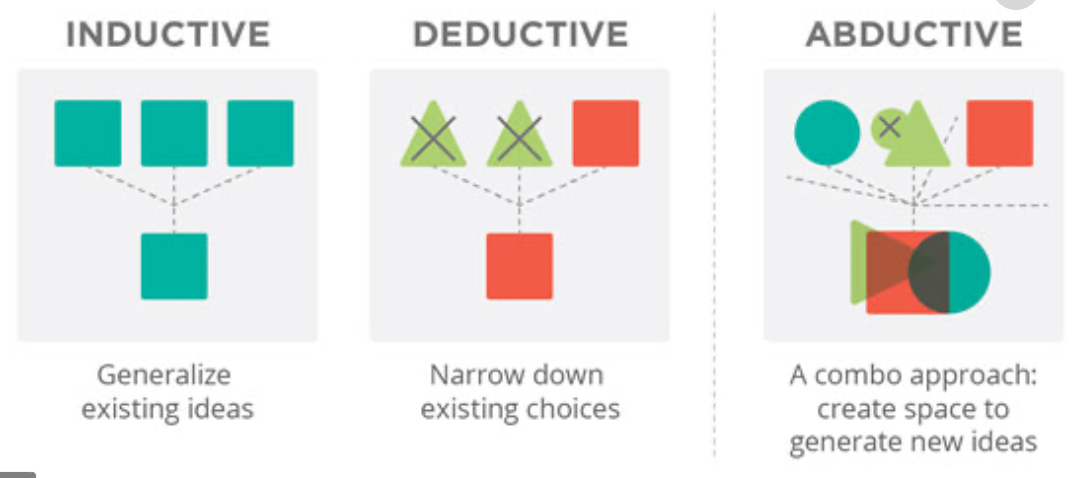 INDUCTIVE
DEDUCTIVE
ABDUCTIVE
Generalize
existing ideas
Narrow down
existing choices
A combo approach:
create space to
generate new ideas